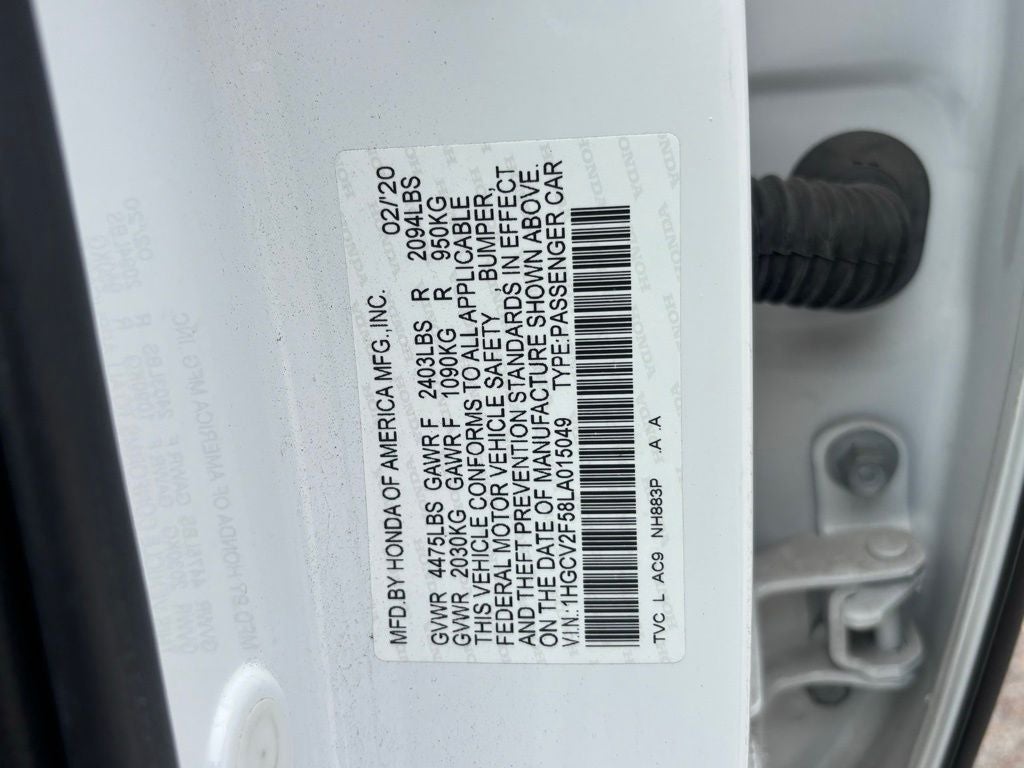 MFD.BY HONDA OF AMERICA MFG.,INC. 02/'20
GVWR 4475LBS GAWR F 2403LBS R 2094LBS
GVWR 2030KG GAWR F 1090KG R 950KG
THIS VEHICLE CONFORMS TO ALL APPLICABLE
FEDERAL MOTOR VEHICLE SAFETY, BUMPER,
AND THEFT PREVENTION STANDARDS IN EFFECT
ON THE DATE OF MANUFACTURE SHOWN ABOVE.
V.I.N.:1HGCV2F58LA015049 TYPE:PASSENGER CAR
TVC L AC9 NH883P .A .A